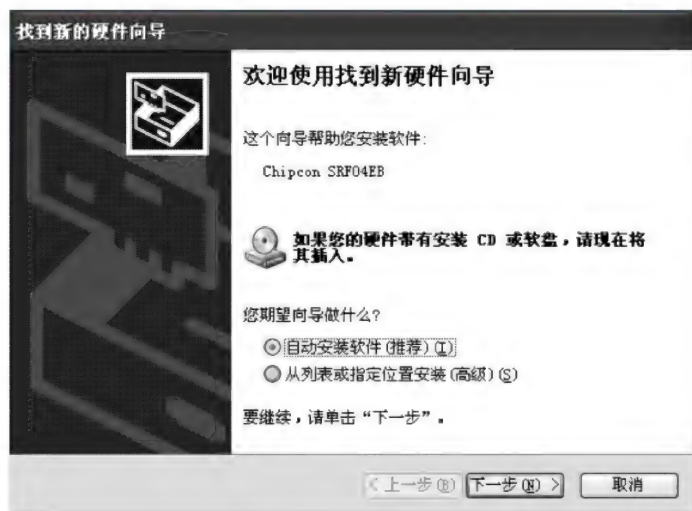 找到新的硬件向导
欢迎使用找到新硬件向导
这个向导帮助您安装软件:
Chipcon SRF04EB
如果您的硬件带有安装 CD 或软盘，请现在将
其插入。
您期望向导做什么?
自动安装软件(推荐)(I)
从列表或指定位置安装(高级)(S)
要继续，请单击“下一步”。
<上一步(B) 下一步(N)> 取消